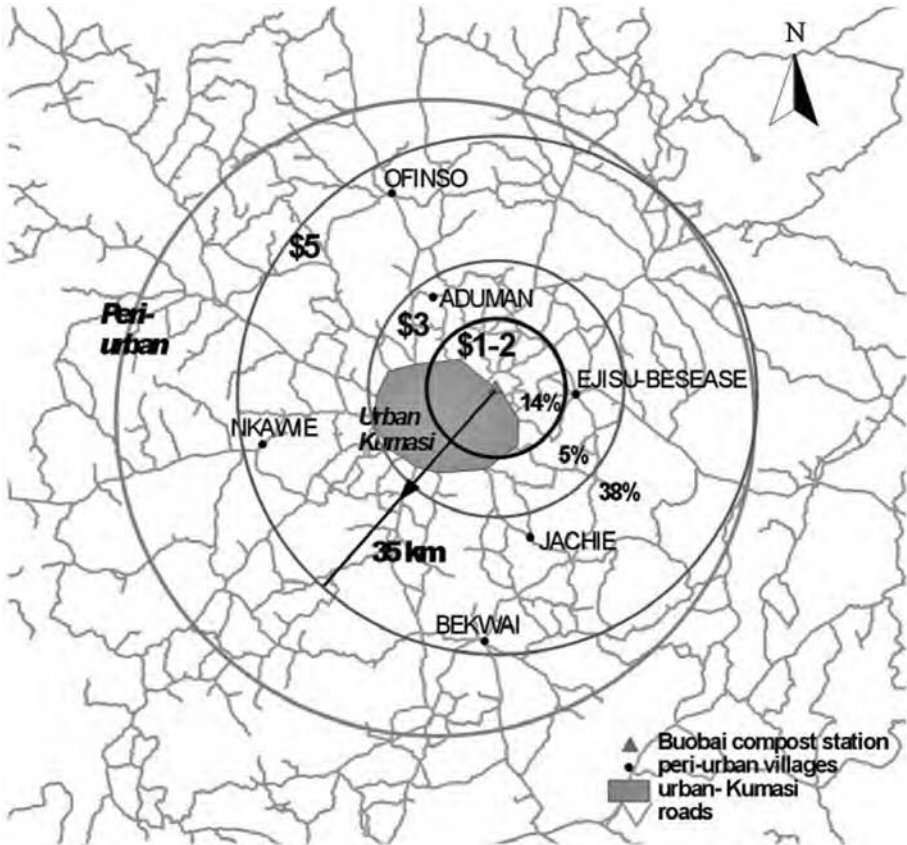 N
OFINSO
$5
ADUMAN
Peri-
urban
$3
$1-2
EJISU-BESEASE
14%
Urban
Kumasi
NKAWIE
5%
38%
JACHIE
35 km
BEKWAI
Buobai compost station
peri-urban villages
urban- Kumasi
roads